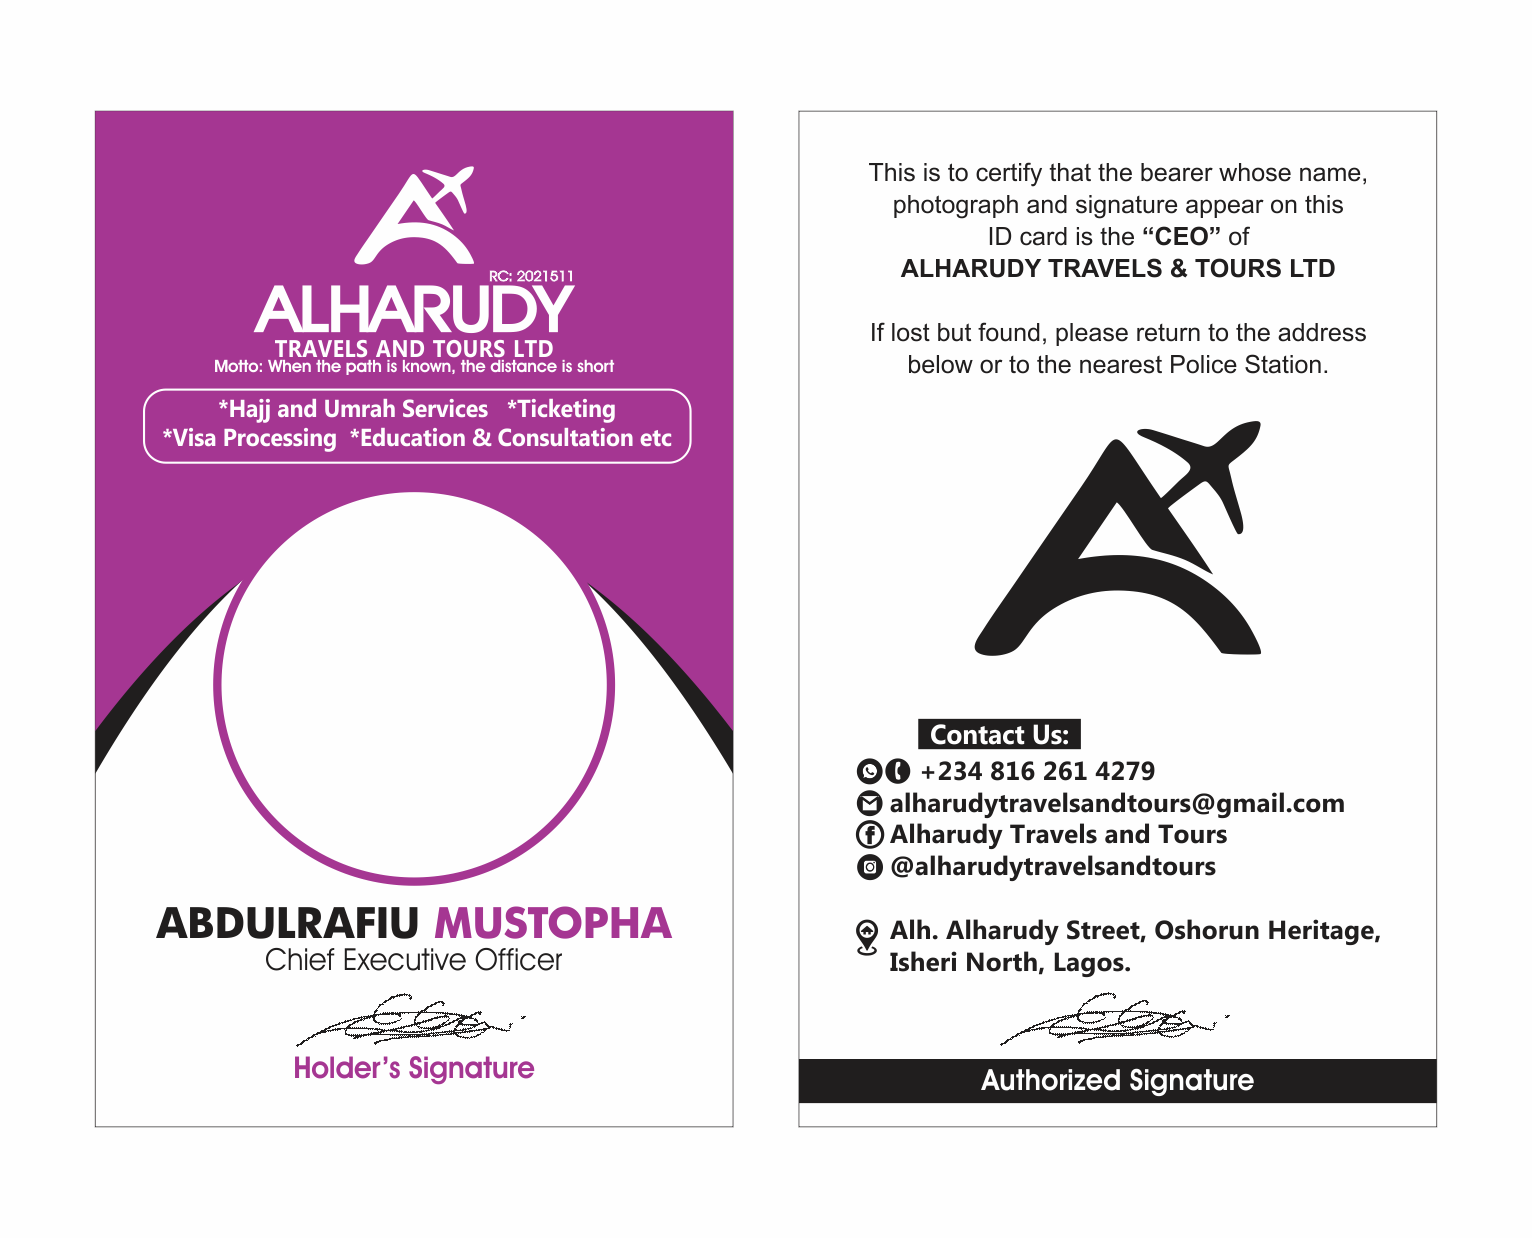 RC: 2021511
ALHARUDY
TRAVELS AND TOURS LTD
Motto: When the path is known, the distance is short
*Hajj and Umrah Services *Ticketing
*Visa Processing *Education & Consultation etc
ABDULRAFIU MUSTOPHA
Chief Executive Officer
Holder's Signature
This is to certify that the bearer whose name,
photograph and signature appear on this
ID card is the “CEO” of
ALHARUDY TRAVELS & TOURS LTD
If lost but found, please return to the address
below or to the nearest Police Station.
Contact Us:
+234 816 261 4279
alharudytravelsandtours@gmail.com
Alharudy Travels and Tours
@alharudytravelsandtours
Alh. Alharudy Street, Oshorun Heritage,
Isheri North, Lagos.
Authorized Signature